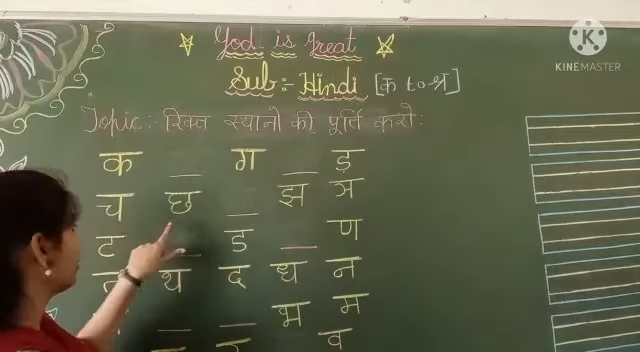 God is great
Sub:- Hindi [क to श्र]
Topic:- रिक्त स्थानो की पूर्ति करो:
क _ ग _ ड़
च छ _ झ ञ
ट _ ड _ ण
त थ द ध न
_ _ भ म
व
K
KINEMASTER